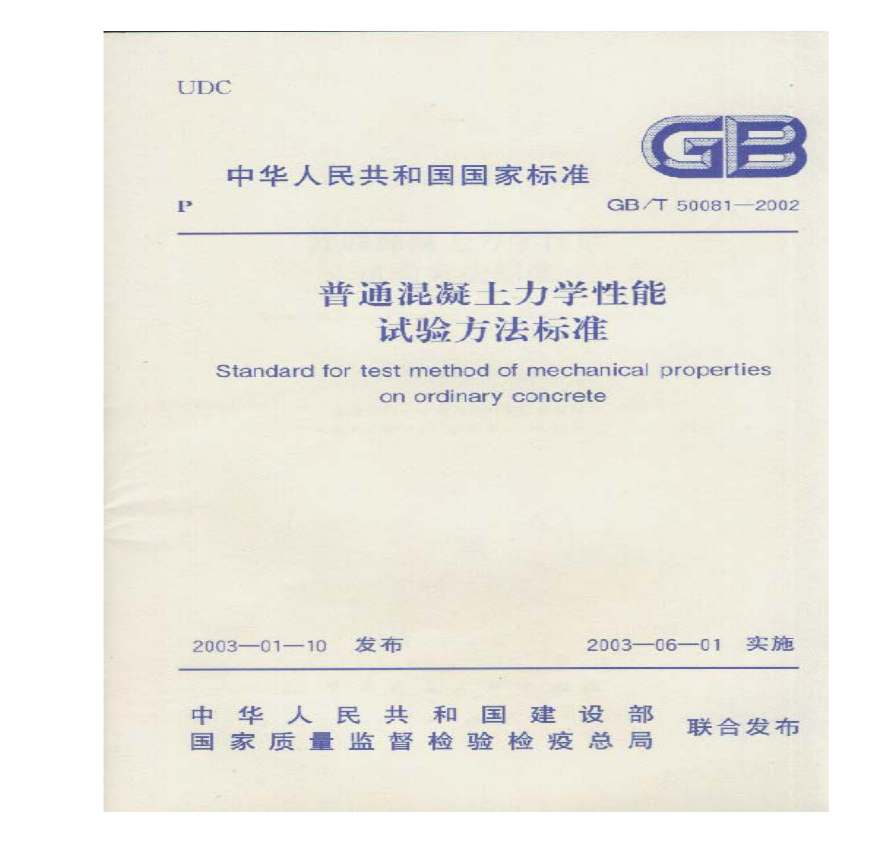 UDC
GB
中华人民共和国国家标准
P
GB/T 50081—2002
普通混凝土力学性能
试验方法标准
Standard for test method of mechanical properties
on ordinary concrete
2003—01—10 发布
2003—06—01 实施
中华人民共和国建设部
国家质量监督检验检疫总局
联合发布